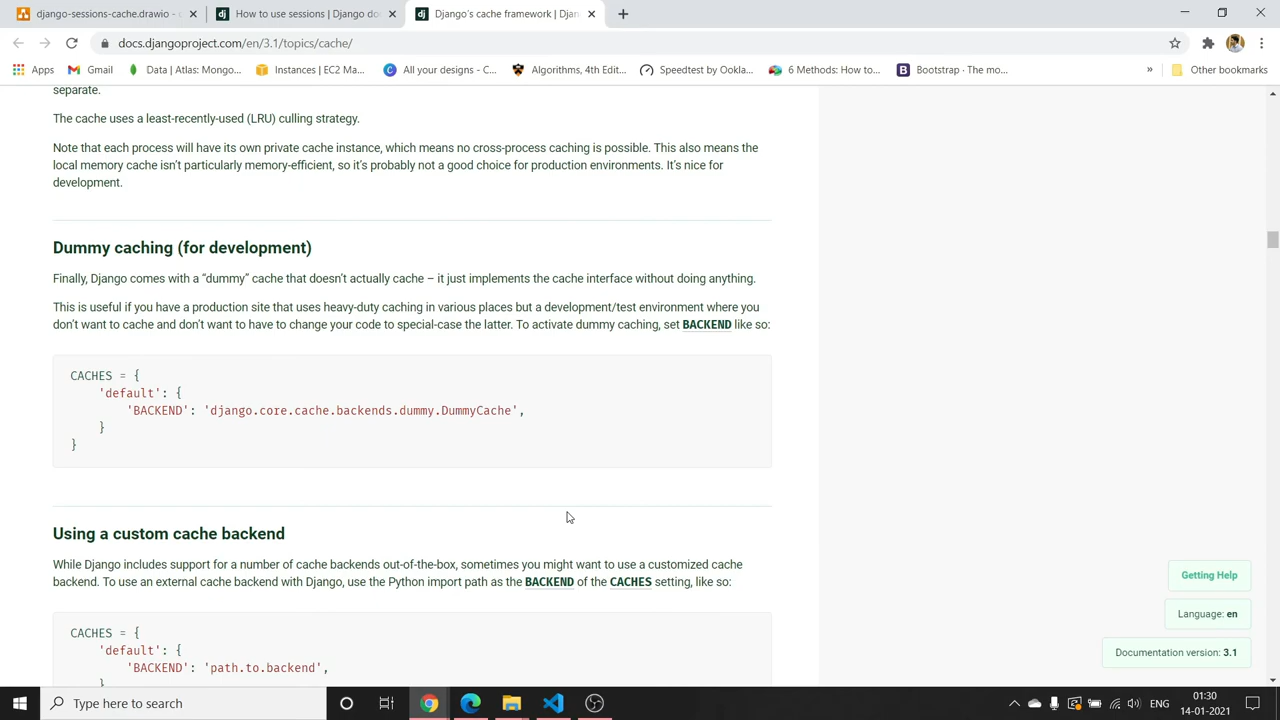 django-sessions-cache.drawio - d
How to use sessions | Django do
Django's cache framework | Djan
docs.djangoproject.com/en/3.1/topics/cache/
Apps
Gmail
Data | Atlas: Mongo...
Instances | EC2 Ma...
All your designs - C...
Algorithms, 4th Edit...
Speedtest by Ookla...
6 Methods: How to...
Bootstrap · The mo...
»
Other bookmarks
separate.
The cache uses a least-recently-used (LRU) culling strategy.
Note that each process will have its own private cache instance, which means no cross-process caching is possible. This also means the
local memory cache isn't particularly memory-efficient, so it's probably not a good choice for production environments. It's nice for
development.
Dummy caching (for development)
Finally, Django comes with a “dummy” cache that doesn't actually cache – it just implements the cache interface without doing anything.
This is useful if you have a production site that uses heavy-duty caching in various places but a development/test environment where you
don't want to cache and don't want to have to change your code to special-case the latter. To activate dummy caching, set BACKEND like so:
CACHES = {
    'default': {
        'BACKEND': 'django.core.cache.backends.dummy.DummyCache',
    }
}
Using a custom cache backend
While Django includes support for a number of cache backends out-of-the-box, sometimes you might want to use a customized cache
backend. To use an external cache backend with Django, use the Python import path as the BACKEND of the CACHES setting, like so:
CACHES = {
    'default': {
        'BACKEND': 'path.to.backend',
    }
Getting Help
Language: en
Documentation version: 3.1
Type here to search
ENG
01:30
14-01-2021